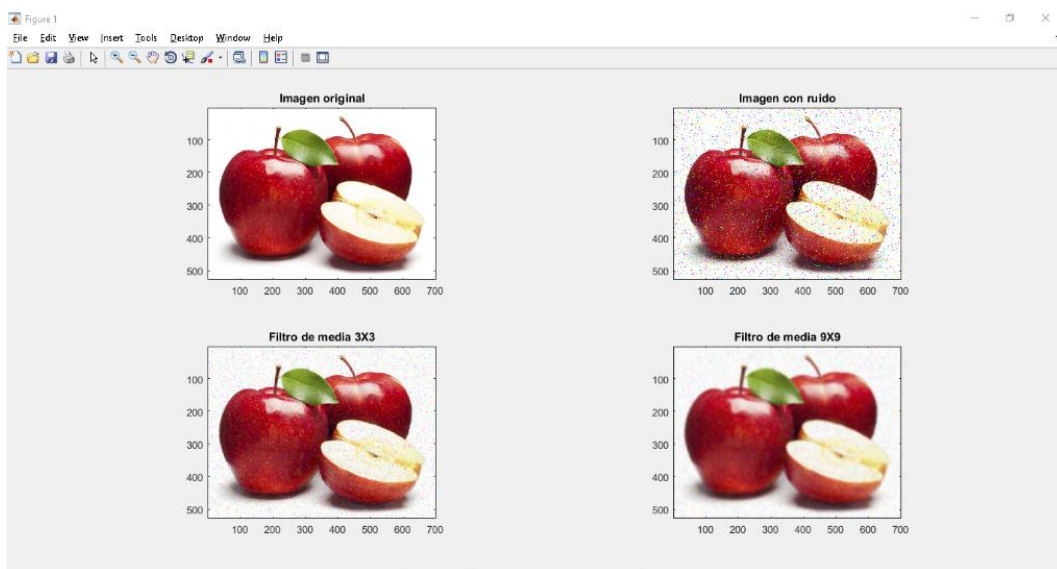 Figure 1
File Edit View Insert Tools Desktop Window Help
Imagen original
100
200
300
400
500
100 200 300 400 500 600 700
Imagen con ruido
100
200
300
400
500
100 200 300 400 500 600 700
Filtro de media 3X3
100
200
300
400
500
100 200 300 400 500 600 700
Filtro de media 9X9
100
200
300
400
500
100 200 300 400 500 600 700